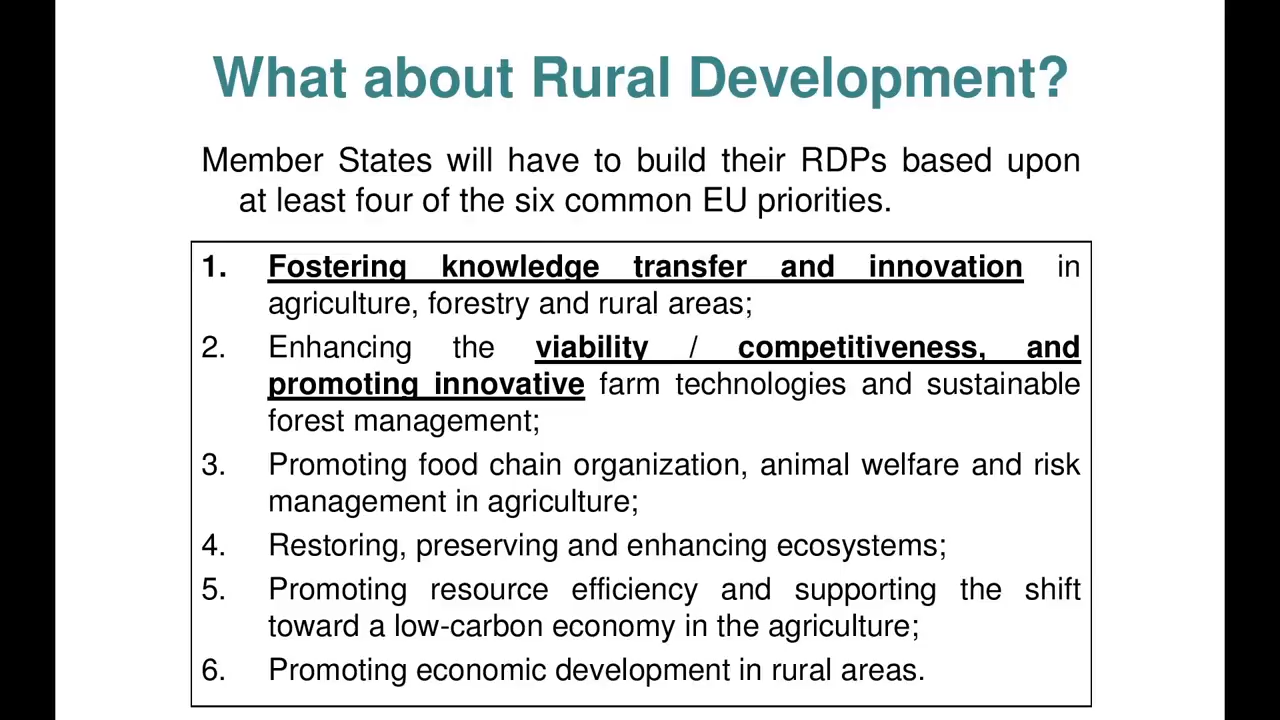 What about Rural Development?
Member States will have to build their RDPs based upon
at least four of the six common EU priorities.
1. Fostering knowledge transfer and innovation in
agriculture, forestry and rural areas;
2. Enhancing the viability / competitiveness, and
promoting innovative farm technologies and sustainable
forest management;
3. Promoting food chain organization, animal welfare and risk
management in agriculture;
4. Restoring, preserving and enhancing ecosystems;
5. Promoting resource efficiency and supporting the shift
toward a low-carbon economy in the agriculture;
6. Promoting economic development in rural areas.